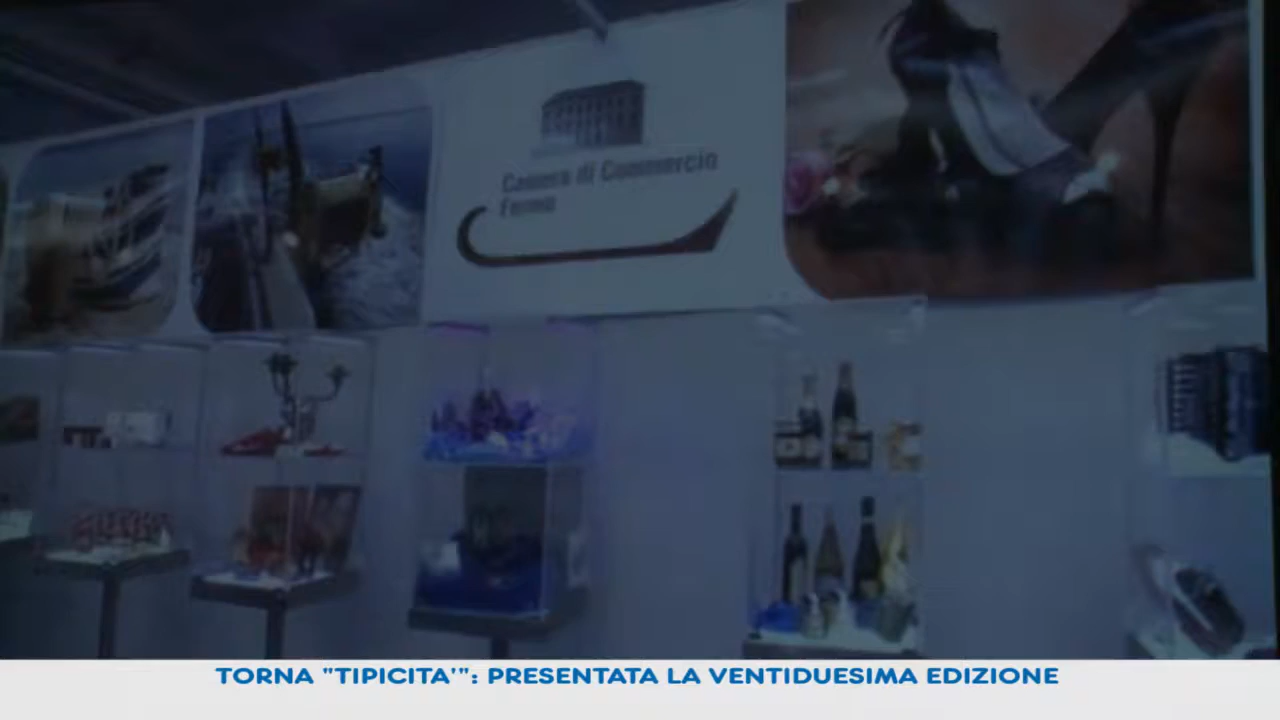 Camera di Commercio
Fermo
TORNA "TIPICITA'": PRESENTATA LA VENTIDUESIMA EDIZIONE